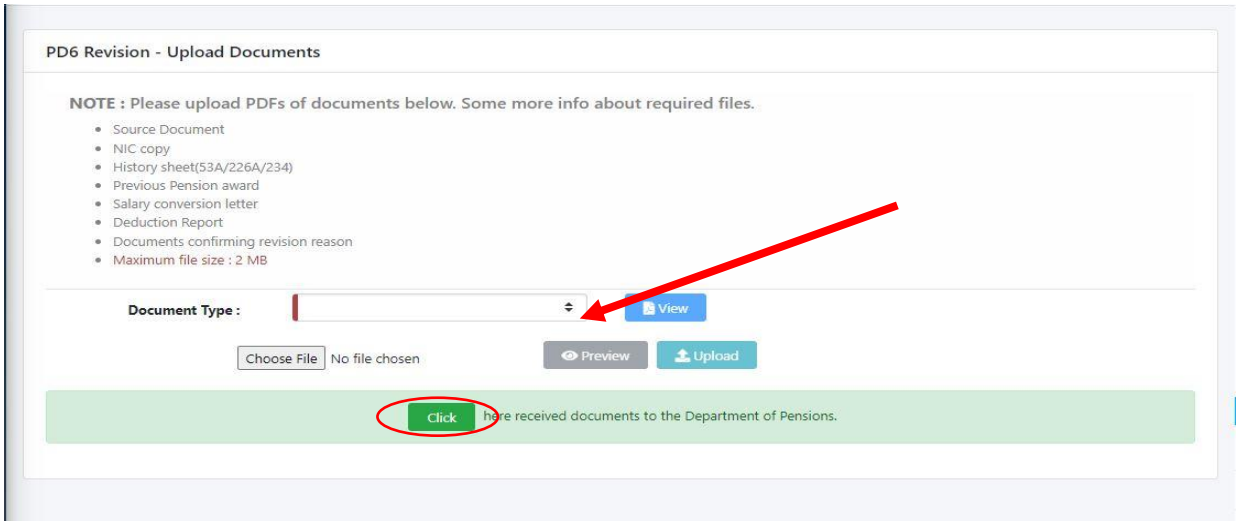 PD6 Revision - Upload Documents
NOTE : Please upload PDFs of documents below. Some more info about required files.
Source Document
NIC copy
History sheet(53A/226A/234)
Previous Pension award
Salary conversion letter
Deduction Report
Documents confirming revision reason
Maximum file size : 2 MB
Document Type :
View
Choose File No file chosen
Preview
Upload
Click here received documents to the Department of Pensions.